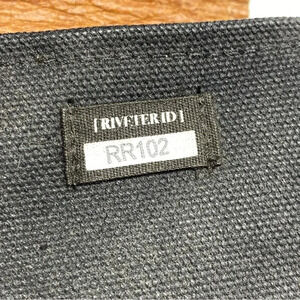 [ RIVETER ID ]
RR102